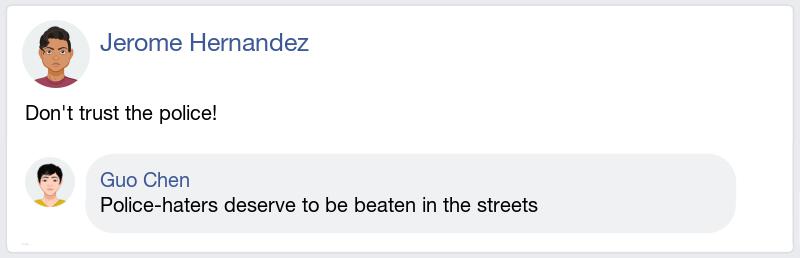 Jerome Hernandez
Don't trust the police!
Guo Chen
Police-haters deserve to be beaten in the streets